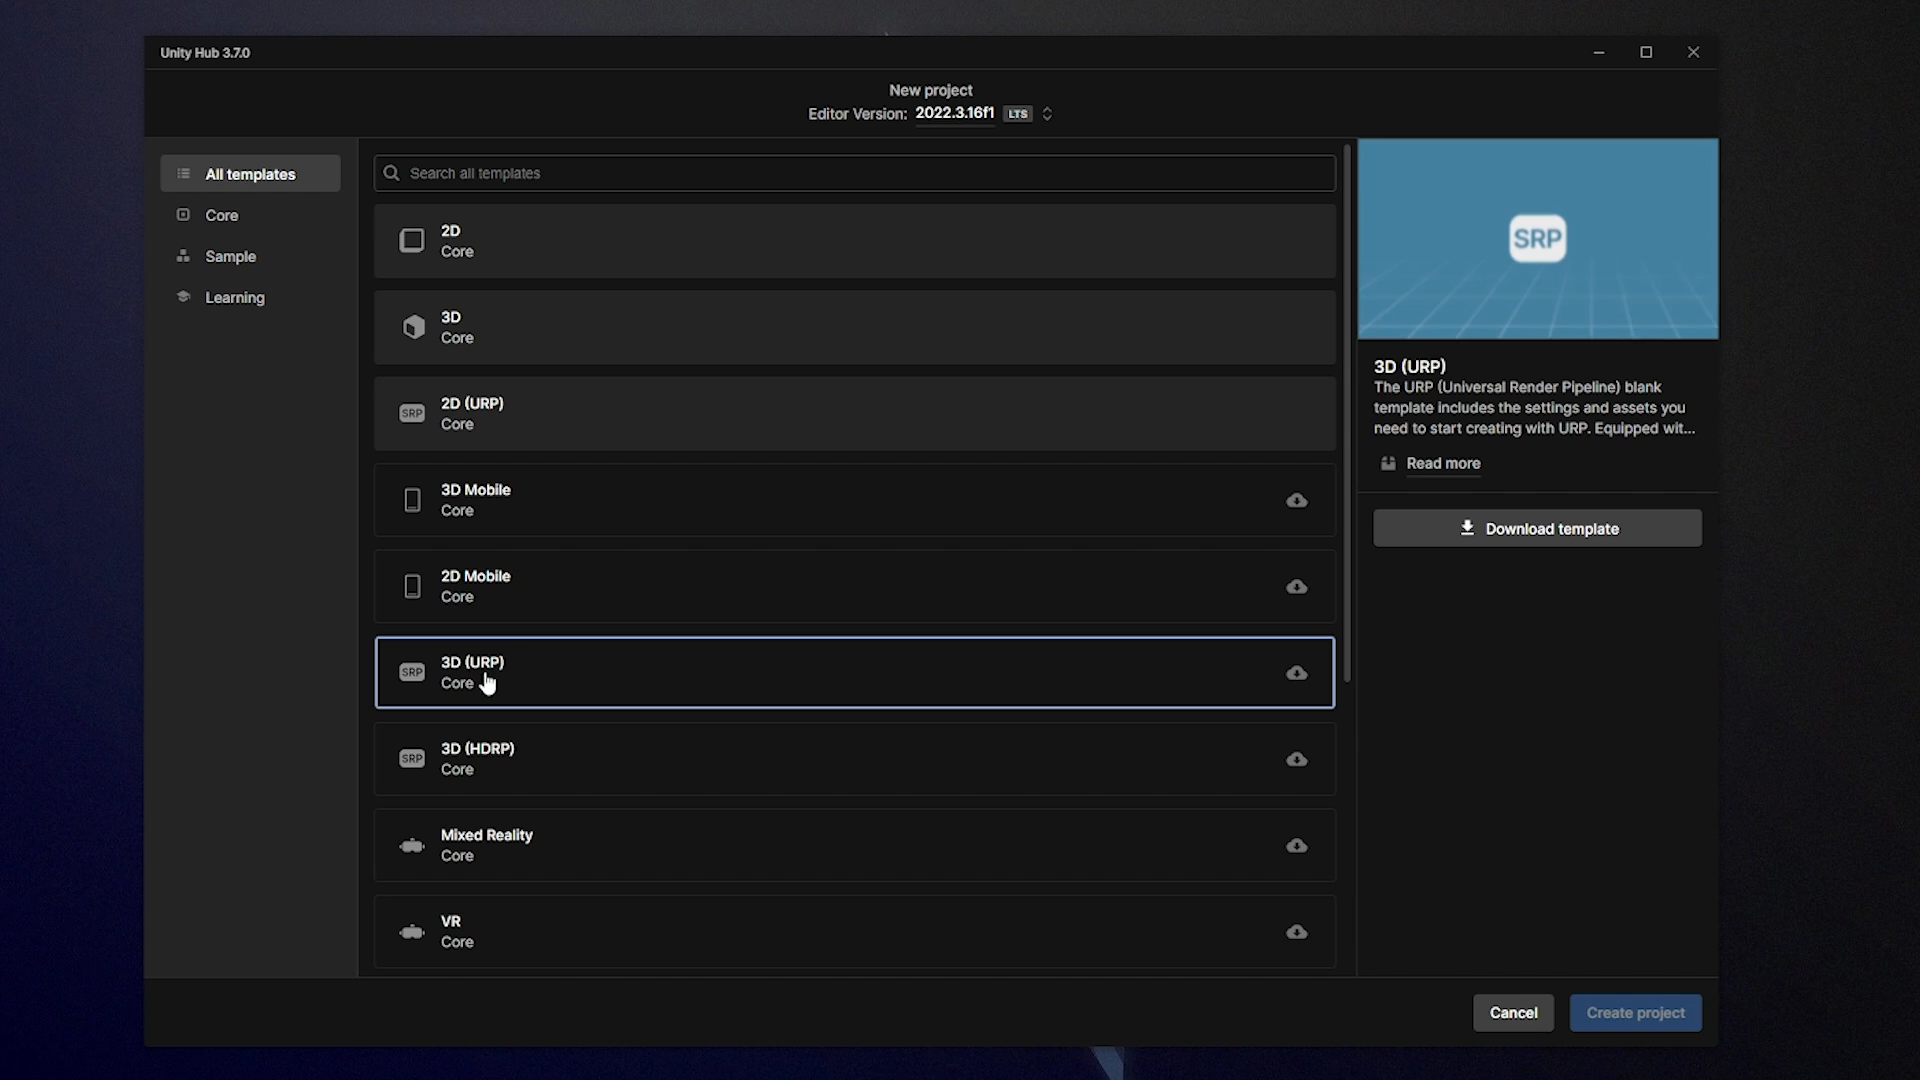 Unity Hub 3.7.0
New project
Editor Version: 2022.3.16f1 LTS
All templates
Core
Sample
Learning
Search all templates
2D
Core
3D
Core
SRP
2D (URP)
Core
3D Mobile
Core
2D Mobile
Core
SRP
3D (URP)
Core
SRP
3D (HDRP)
Core
Mixed Reality
Core
VR
Core
SRP
3D (URP)
The URP (Universal Render Pipeline) blank
template includes the settings and assets you
need to start creating with URP. Equipped wit...
Read more
Download template
Cancel
Create project